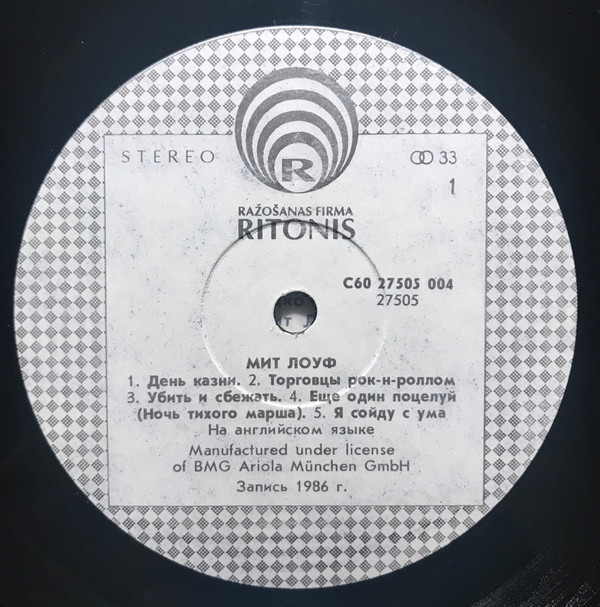 STEREO
33
1
R
RAŽOŠANAS FIRMA
RITONIS
С60 27505 004
27505
МИТ ЛОУФ
1. День казни. 2. Торговцы рок-н-роллом
3. Убить и сбежать. 4. Еще один поцелуй
(Ночь тихого марша). 5. Я сойду с ума
На английском языке
Manufactured under license
of BMG Ariola München GmbH
Запись 1986 г.